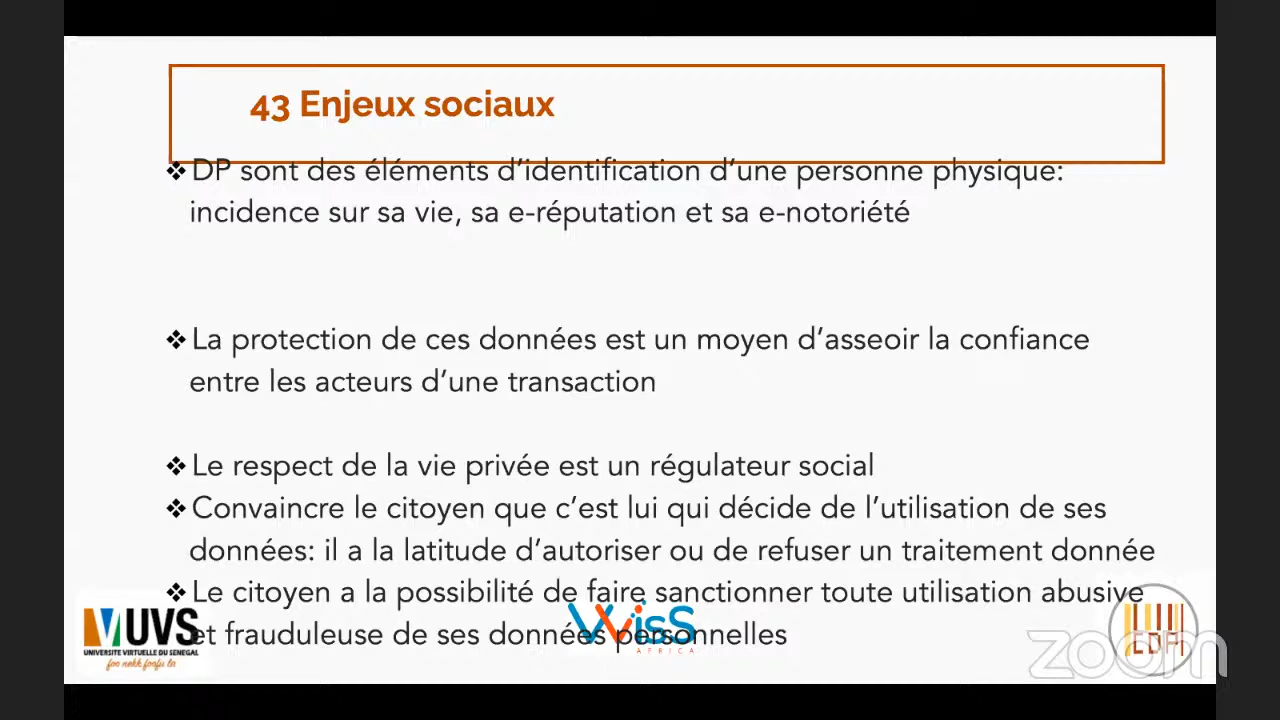 43 Enjeux sociaux
❖DP sont des éléments d’identification d’une personne physique:
incidence sur sa vie, sa e-réputation et sa e-notoriété
❖La protection de ces données est un moyen d’asseoir la confiance
entre les acteurs d’une transaction
❖Le respect de la vie privée est un régulateur social
❖Convaincre le citoyen que c’est lui qui décide de l’utilisation de ses
données: il a la latitude d’autoriser ou de refuser un traitement donnée
❖Le citoyen a la possibilité de faire sanctionner toute utilisation abusive
et frauduleuse de ses données personnelles
UVS
UNIVERSITE VIRTUELLE DU SENEGAL
foo nekk foofu la
WissS
AFRICA
zoom